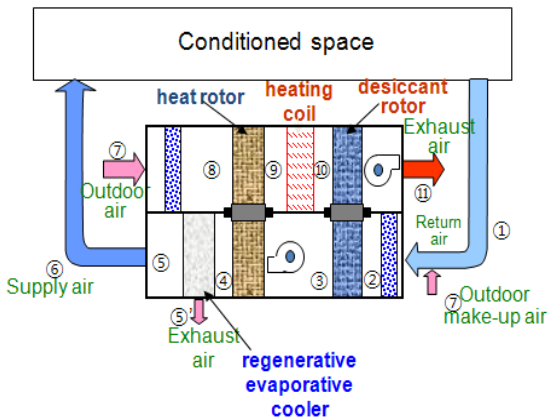 Conditioned space
heat rotor
heating
coil
desiccant
rotor
Exhaust
air
⑦
Outdoor
air
⑧
⑨
⑩
⑪
Return
air
①
⑥
Supply air
⑤
④
③
②
⑦
Outdoor
make-up air
⑤'
Exhaust
air
regenerative
evaporative
cooler